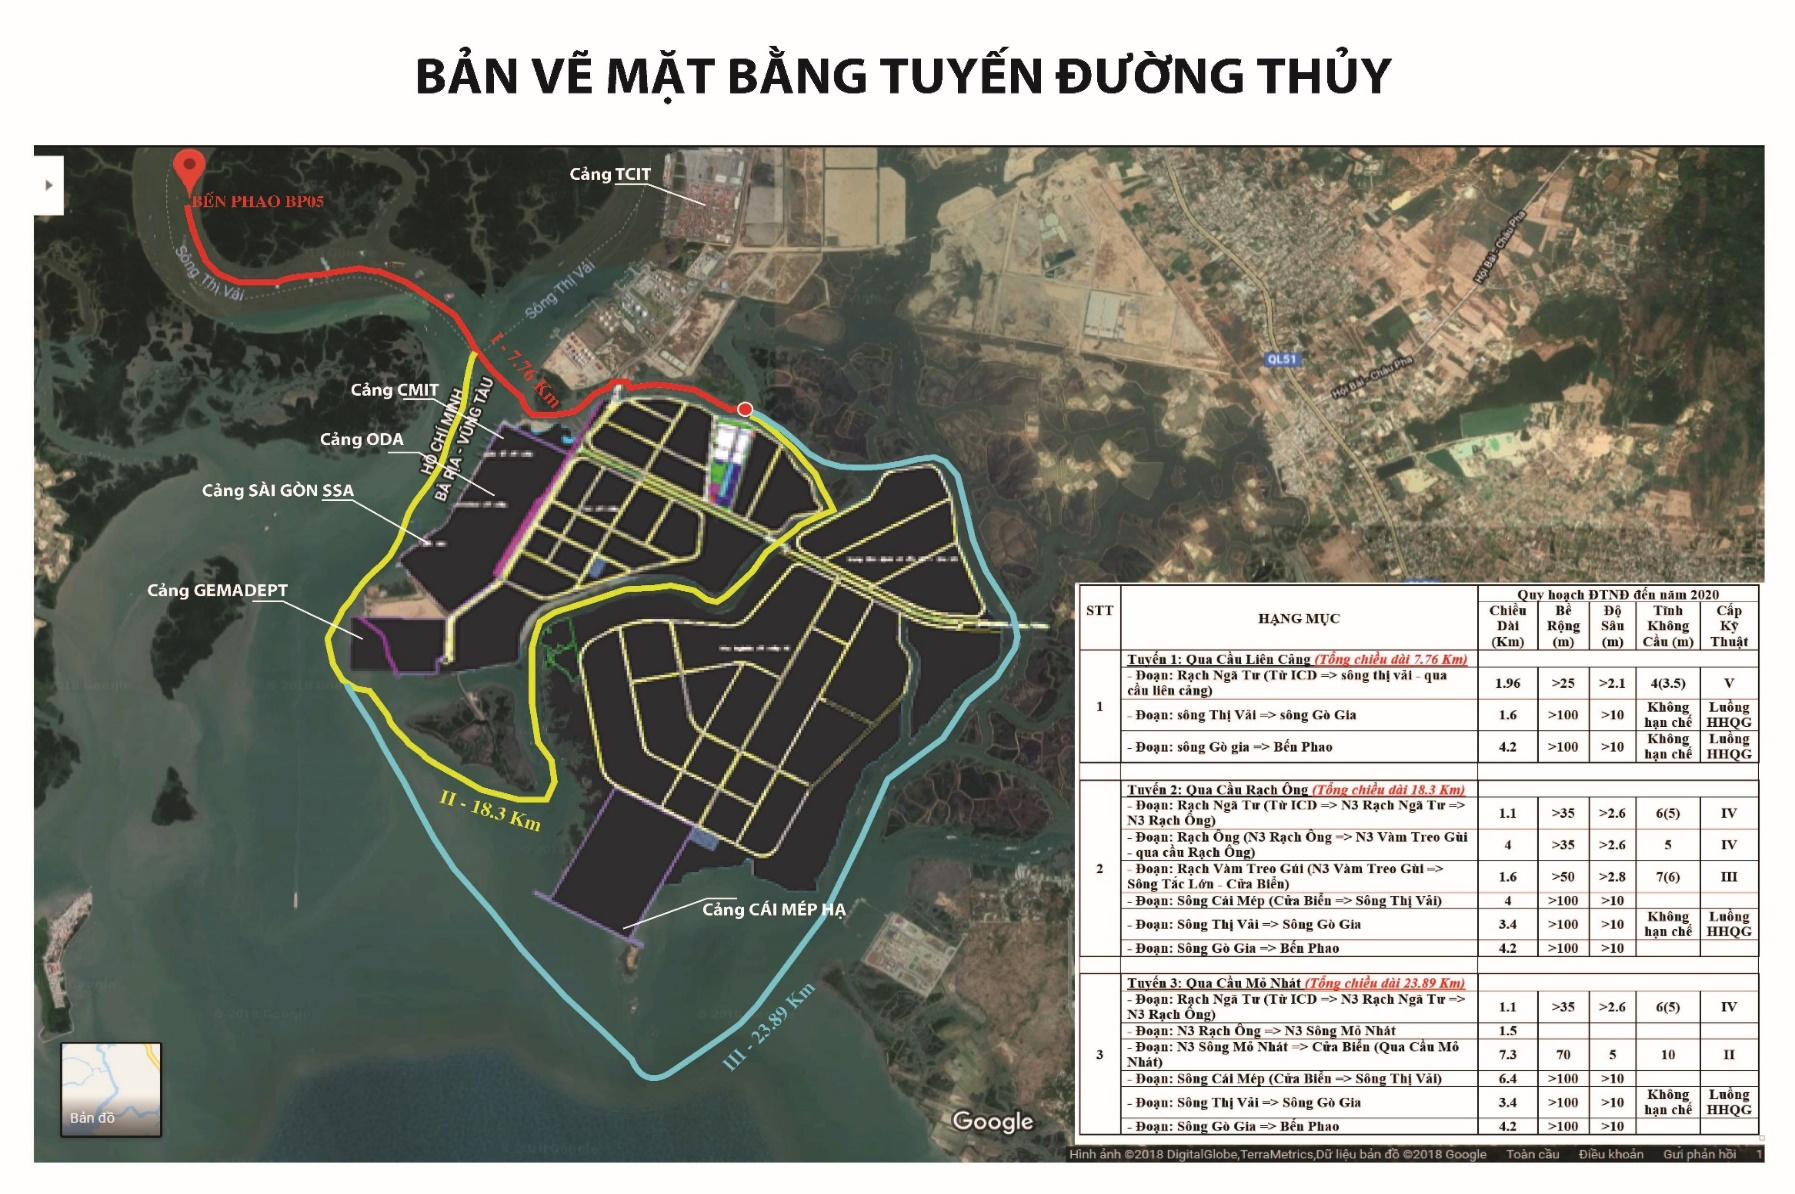 BẢN VẼ MẶT BẰNG TUYẾN ĐƯỜNG THỦY
BẾN PHAO BP05
Cảng TCIT
Sông Thị Vải
Sông Thị Vải
I - 7.76 Km
Hội Bài - Châu Pha
Hội Bài - Châu Pha
QL51
Cảng CMIT
HỒ CHÍ MINH
BÀ RỊA - VŨNG TÀU
Cảng ODA
Cảng SÀI GÒN SSA
Cảng GEMADEPT
II - 18.3 Km
Cảng CÁI MÉP HẠ
III - 23.89 Km
Bản đồ
Google
STT
HẠNG MỤC
Quy hoạch ĐTNĐ đến năm 2020
Chiều Dài (Km)
Bề Rộng (m)
Độ Sâu (m)
Tĩnh Không Cầu (m)
Cấp Kỹ Thuật
1
Tuyến 1: Qua Cầu Liên Cảng (Tổng chiều dài 7.76 Km)
- Đoạn: Rạch Ngã Tư (Từ ICD => sông thị vải - qua
cầu liên cảng)
1.96 >25 >2.1 4(3.5) V
- Đoạn: sông Thị Vải => sông Gò Gia
1.6 >100 >10 Không hạn chế Luồng HHQG
- Đoạn: sông Gò gia => Bến Phao
4.2 >100 >10 Không hạn chế Luồng HHQG
2
Tuyến 2: Qua Cầu Rạch Ông (Tổng chiều dài 18.3 Km)
- Đoạn: Rạch Ngã Tư (Từ ICD => N3 Rạch Ngã Tư =>
N3 Rạch Ông)
1.1 >35 >2.6 6(5) IV
- Đoạn: Rạch Ông (N3 Rạch Ông => N3 Vàm Treo Gùi
- qua cầu Rạch Ông)
4 >35 >2.6 5 IV
- Đoạn: Rạch Vàm Treo Gúi (N3 Vàm Treo Gùi =>
Sông Tắc Lớn - Cửa Biển)
1.6 >50 >2.8 7(6) III
- Đoạn: Sông Cái Mép (Cửa Biển => Sông Thị Vải)
4 >100 >10
- Đoạn: Sông Thị Vải => Sông Gò Gia
3.4 >100 >10 Không hạn chế Luồng HHQG
- Đoạn: Sông Gò Gia => Bến Phao
4.2 >100 >10
3
Tuyến 3: Qua Cầu Mỏ Nhát (Tổng chiều dài 23.89 Km)
- Đoạn: Rạch Ngã Tư (Từ ICD => N3 Rạch Ngã Tư =>
N3 Rạch Ông)
1.1 >35 >2.6 6(5) IV
- Đoạn: N3 Rạch Ông => N3 Sông Mỏ Nhát
1.5
- Đoạn: N3 Sông Mỏ Nhát => Cửa Biển (Qua Cầu Mỏ
Nhát)
7.3 70 5 10 II
- Đoạn: Sông Cái Mép (Cửa Biển => Sông Thị Vải)
6.4 >100 >10
- Đoạn: Sông Thị Vải => Sông Gò Gia
3.4 >100 >10 Không hạn chế Luồng HHQG
- Đoạn: Sông Gò Gia => Bến Phao
4.2 >100 >10
Hình ảnh ©2018 DigitalGlobe,TerraMetrics,Dữ liệu bản đồ ©2018 Google Toàn cầu Điều khoản Gửi phản hồi 1